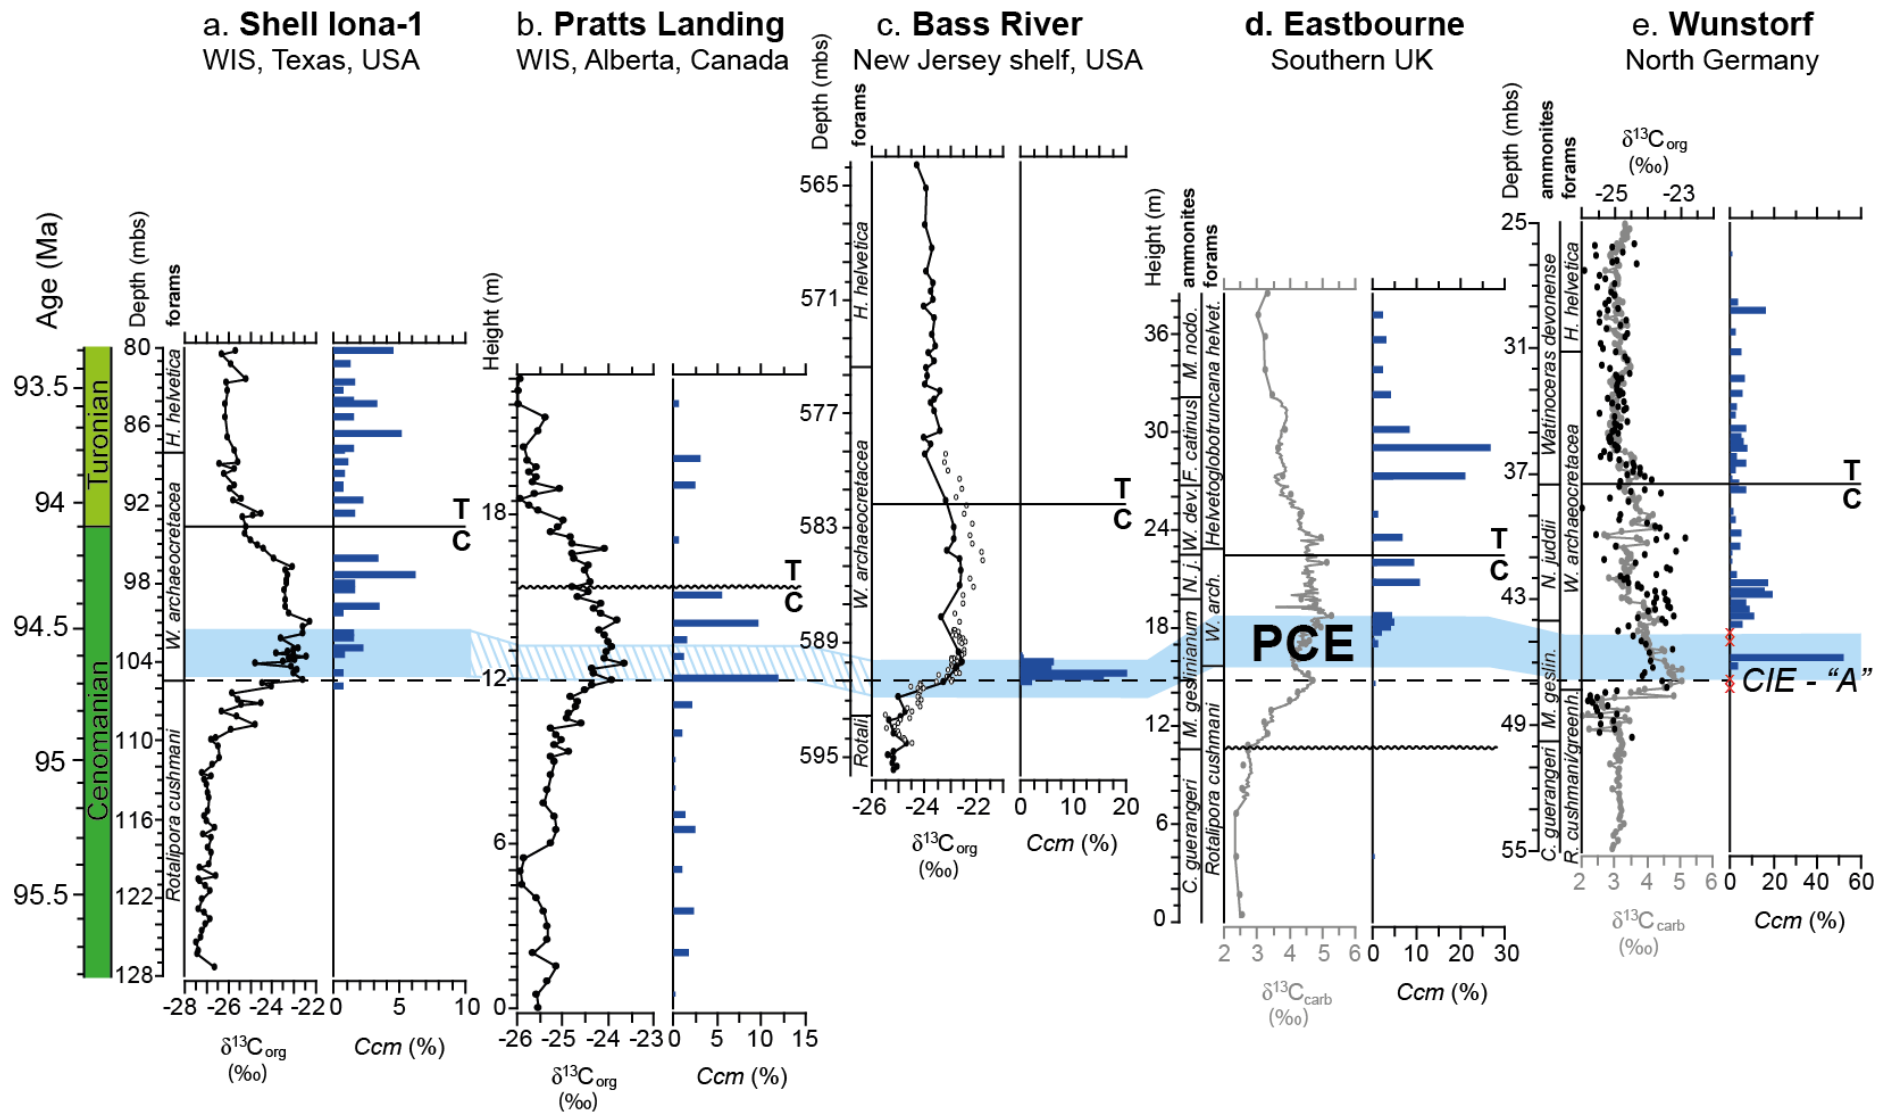 a. Shell Iona-1
WIS, Texas, USA
b. Pratts Landing
WIS, Alberta, Canada
c. Bass River
New Jersey shelf, USA
d. Eastbourne
Southern UK
e. Wunstorf
North Germany
Age (Ma)
93.5
94
94.5
95
95.5
Turonian
Cenomanian
Depth (mbs)
forams
80
86
92
98
104
110
116
122
128
H. helvetica
W. archaeocretacea
Rotalipora cushmani
T
C
-28 -26 -24 -22
δ13Corg
(‰)
0 5 10
Ccm (%)
Height (m)
18
12
6
0
T
C
-26 -25 -24 -23
δ13Corg
(‰)
0 5 10 15
Ccm (%)
Depth (mbs)
forams
565
571
577
583
589
595
H. helvetica
W. archaeocretacea
Rotali.
T
C
-26 -24 -22
δ13Corg
(‰)
0 10 20
Ccm (%)
Height (m)
ammonites
forams
36
30
24
18
12
6
0
M. nodo.
F. catinus
W. dev.
N. j.
M. geslinianum
C. guerangeri
Helvetoglobotruncana helvet.
W. arch.
Rotalipora cushmani
PCE
T
C
2 3 4 5 6
δ13Ccarb
(‰)
0 10 20 30
Ccm (%)
Depth (mbs)
ammonites
forams
δ13Corg
(‰)
-25 -23
25
31
37
43
49
55
Watinoceras devonense
N. juddii
M. geslin.
C. guerangeri
H. helvetica
W. archaeocretacea
R. cushmani/greenh.
T
C
CIE - “A”
2 3 4 5 6
δ13Ccarb
(‰)
0 20 40 60
Ccm (%)